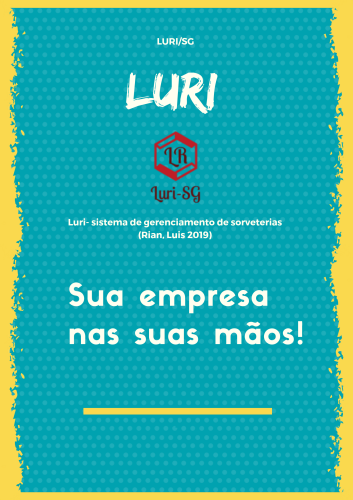 LURI/SG
LURI
LR
Luri-SG
Luri- sistema de gerenciamento de sorveterias
(Rian, Luis 2019)
Sua empresa
nas suas mãos!